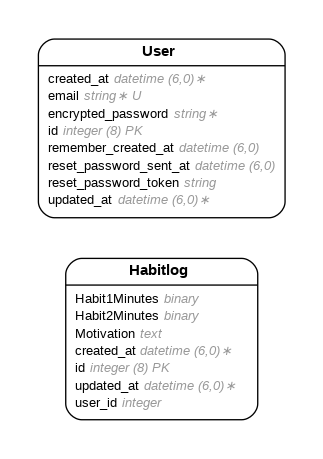 User
created_at datetime (6,0)∗
email string∗ U
encrypted_password string∗
id integer (8) PK
remember_created_at datetime (6,0)
reset_password_sent_at datetime (6,0)
reset_password_token string
updated_at datetime (6,0)∗
Habitlog
Habit1Minutes binary
Habit2Minutes binary
Motivation text
created_at datetime (6,0)∗
id integer (8) PK
updated_at datetime (6,0)∗
user_id integer